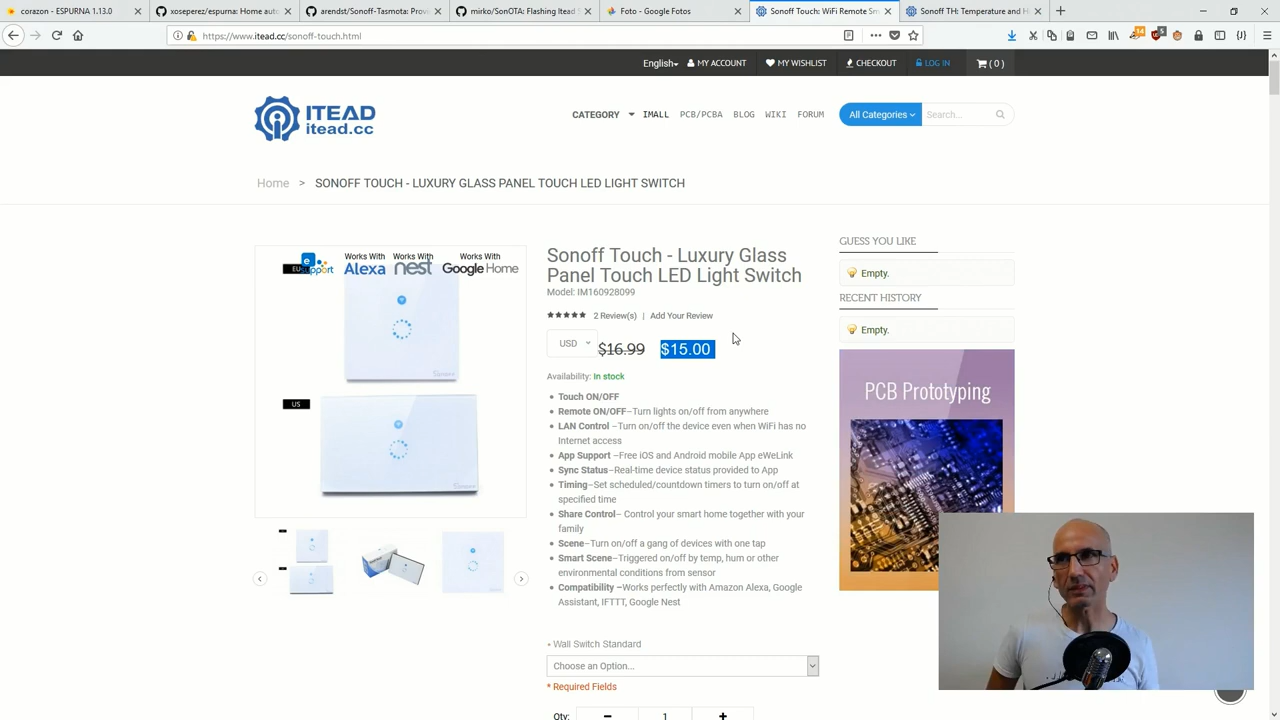 corazon - ESPURNA 1.13.0
xoseperez/espurna: Home auto
arendst/Sonoff-Tasmota: Provi
mirko/SonOTA: Flashing Itead S
Foto - Google Fotos
Sonoff Touch: WiFi Remote Sm
Sonoff TH: Temperature and H
https://www.itead.cc/sonoff-touch.html
English
MY ACCOUNT
MY WISHLIST
CHECKOUT
LOG IN
( 0 )
ITEAD
itead.cc
CATEGORY
IMALL
PCB/PCBA
BLOG
WIKI
FORUM
All Categories
Search...
Home > SONOFF TOUCH - LUXURY GLASS PANEL TOUCH LED LIGHT SWITCH
EU
support
Works With
Alexa
Works With
nest
Works With
Google Home
US
Sonoff Touch - Luxury Glass
Panel Touch LED Light Switch
Model: IM160928099
2 Review(s) | Add Your Review
USD
$16.99 $15.00
Availability: In stock
• Touch ON/OFF
• Remote ON/OFF–Turn lights on/off from anywhere
• LAN Control –Turn on/off the device even when WiFi has no
Internet access
• App Support –Free iOS and Android mobile App eWeLink
• Sync Status–Real-time device status provided to App
• Timing–Set scheduled/countdown timers to turn on/off at
specified time
• Share Control– Control your smart home together with your
family
• Scene–Turn on/off a gang of devices with one tap
• Smart Scene–Triggered on/off by temp, hum or other
environmental conditions from sensor
• Compatibility –Works perfectly with Amazon Alexa, Google
Assistant, IFTTT, Google Nest
Wall Switch Standard
Choose an Option...
* Required Fields
Qty:
1
GUESS YOU LIKE
Empty.
RECENT HISTORY
Empty.
PCB Prototyping